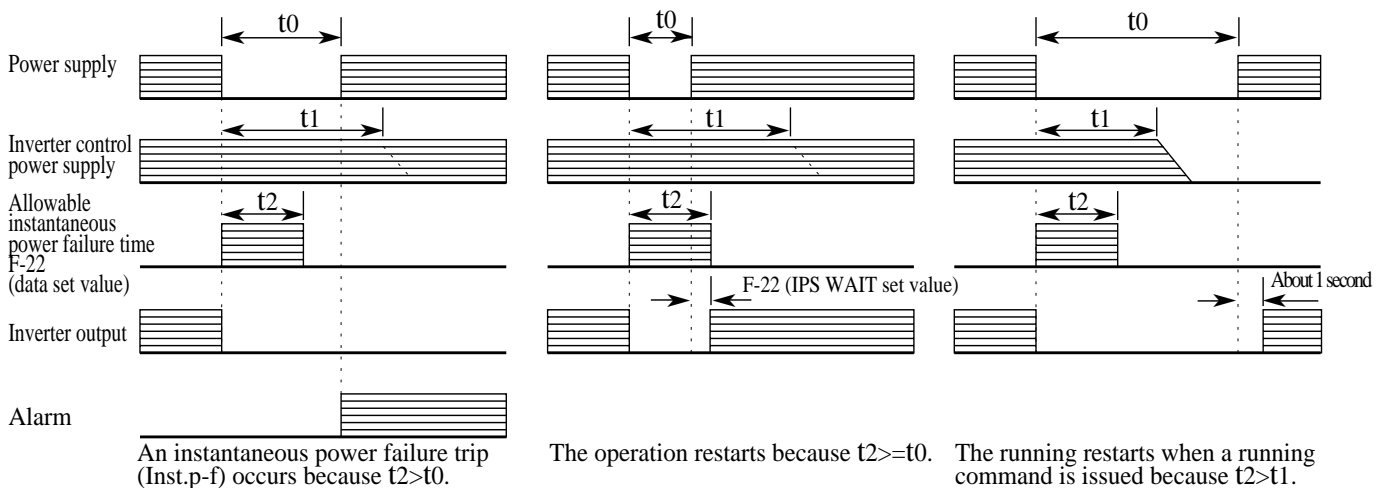 t0
t0
t0
Power supply
t1
t1
t1
Inverter control
power supply
Allowable
instantaneous
power failure time
F-22
(data set value)
t2
t2
t2
F-22 (IPS WAIT set value)
About 1 second
Inverter output
Alarm
An instantaneous power failure trip
(Inst.p-f) occurs because t2>t0.
The operation restarts because t2>=t0.
The running restarts when a running
command is issued because t2>t1.